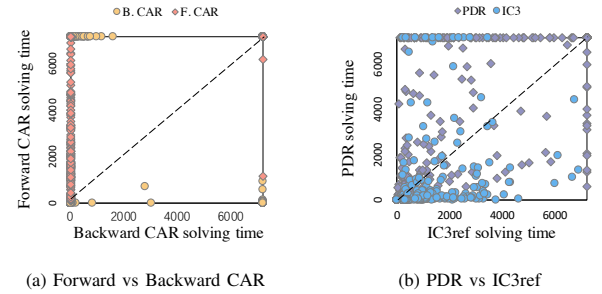 B. CAR F. CAR
Forward CAR solving time
6000
4000
2000
0
0 2000 4000 6000
Backward CAR solving time
(a) Forward vs Backward CAR
PDR IC3
PDR solving time
6000
4000
2000
0
0 2000 4000 6000
IC3ref solving time
(b) PDR vs IC3ref